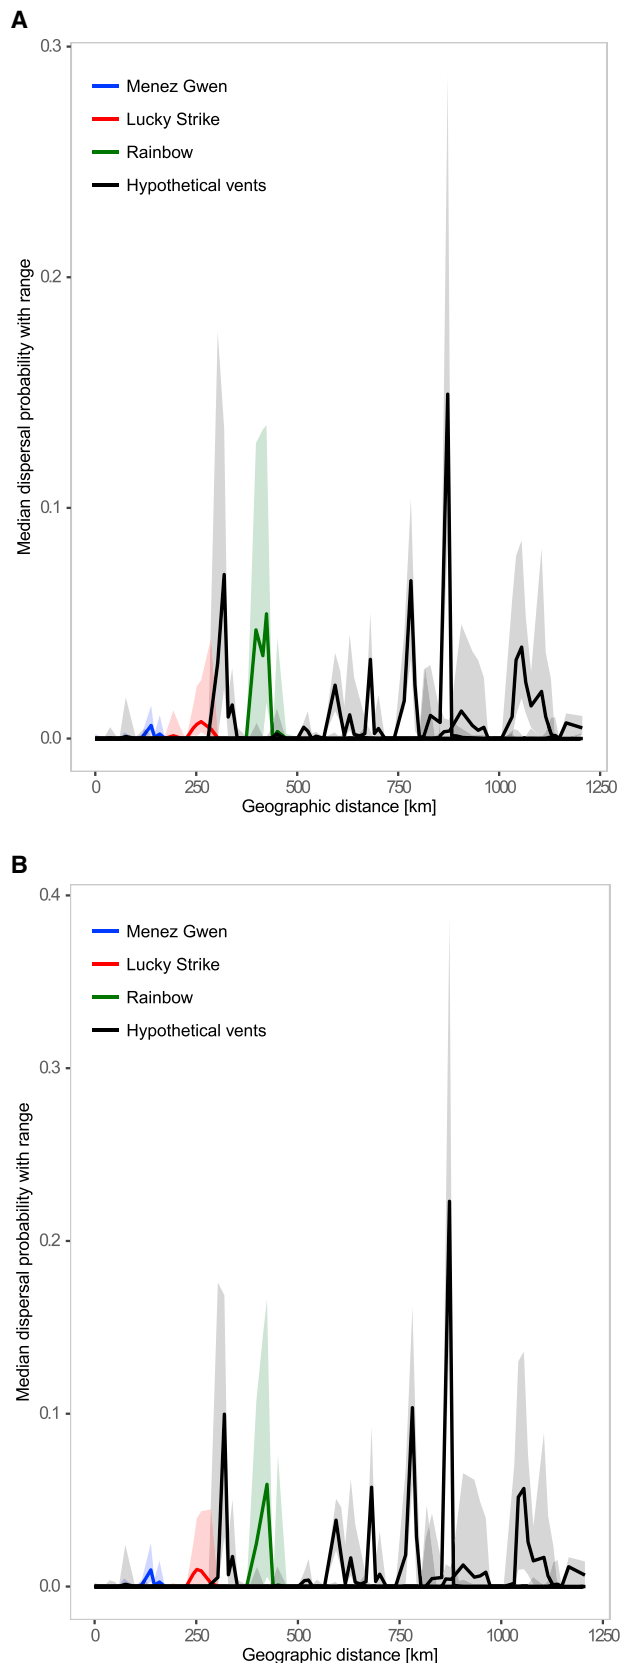 A
0.3
Menez Gwen
Lucky Strike
Rainbow
Hypothetical vents
0.2
0.1
0.0
Median dispersal probability with range
0 250 500 750 1000 1250
Geographic distance [km]
B
0.4
Menez Gwen
Lucky Strike
Rainbow
Hypothetical vents
0.3
0.2
0.1
0.0
Median dispersal probability with range
0 250 500 750 1000 1250
Geographic distance [km]